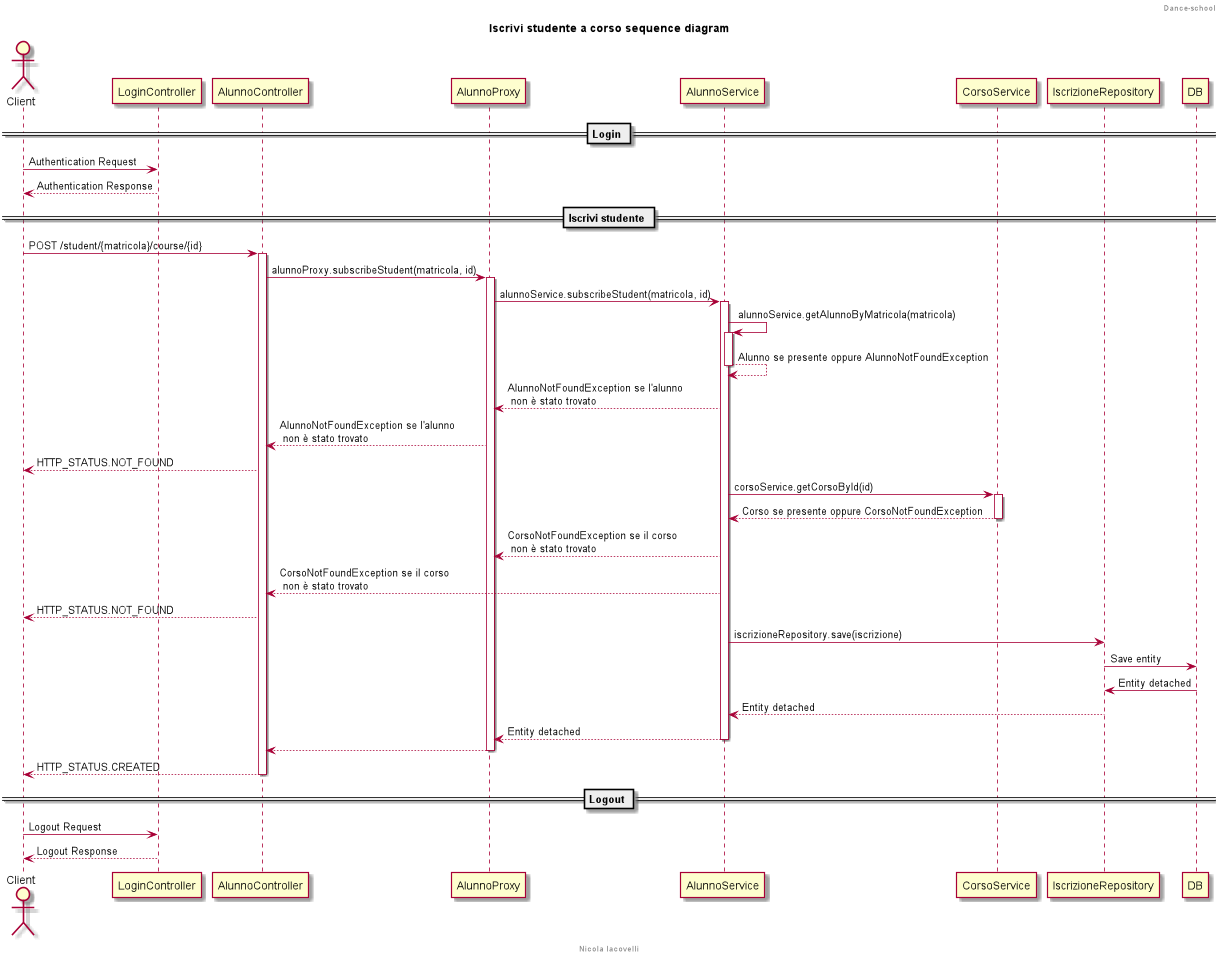 Dance-school
Iscrivi studente a corso sequence diagram
Client
LoginController
AlunnoController
AlunnoProxy
AlunnoService
CorsoService
IscrizioneRepository
DB
Login
Authentication Request
Authentication Response
Iscrivi studente
POST /student/{matricola}/course/{id}
alunnoProxy.subscribeStudent(matricola, id)
alunnoService.subscribeStudent(matricola, id)
alunnoService.getAlunnoByMatricola(matricola)
Alunno se presente oppure AlunnoNotFoundException
AlunnoNotFoundException se l'alunno
non è stato trovato
AlunnoNotFoundException se l'alunno
non è stato trovato
HTTP_STATUS.NOT_FOUND
corsoService.getCorsoById(id)
Corso se presente oppure CorsoNotFoundException
CorsoNotFoundException se il corso
non è stato trovato
CorsoNotFoundException se il corso
non è stato trovato
HTTP_STATUS.NOT_FOUND
iscrizioneRepository.save(iscrizione)
Save entity
Entity detached
Entity detached
Entity detached
HTTP_STATUS.CREATED
Logout
Logout Request
Logout Response
Client
LoginController
AlunnoController
AlunnoProxy
AlunnoService
CorsoService
IscrizioneRepository
DB
Nicola Iacovelli